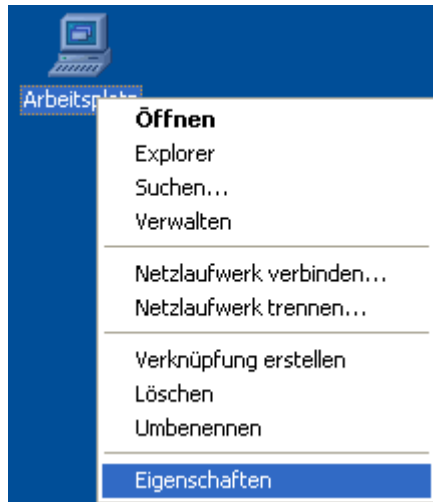 Arbeitsplatz
Öffnen
Explorer
Suchen...
Verwalten
Netzlaufwerk verbinden...
Netzlaufwerk trennen...
Verknüpfung erstellen
Löschen
Umbenennen
Eigenschaften